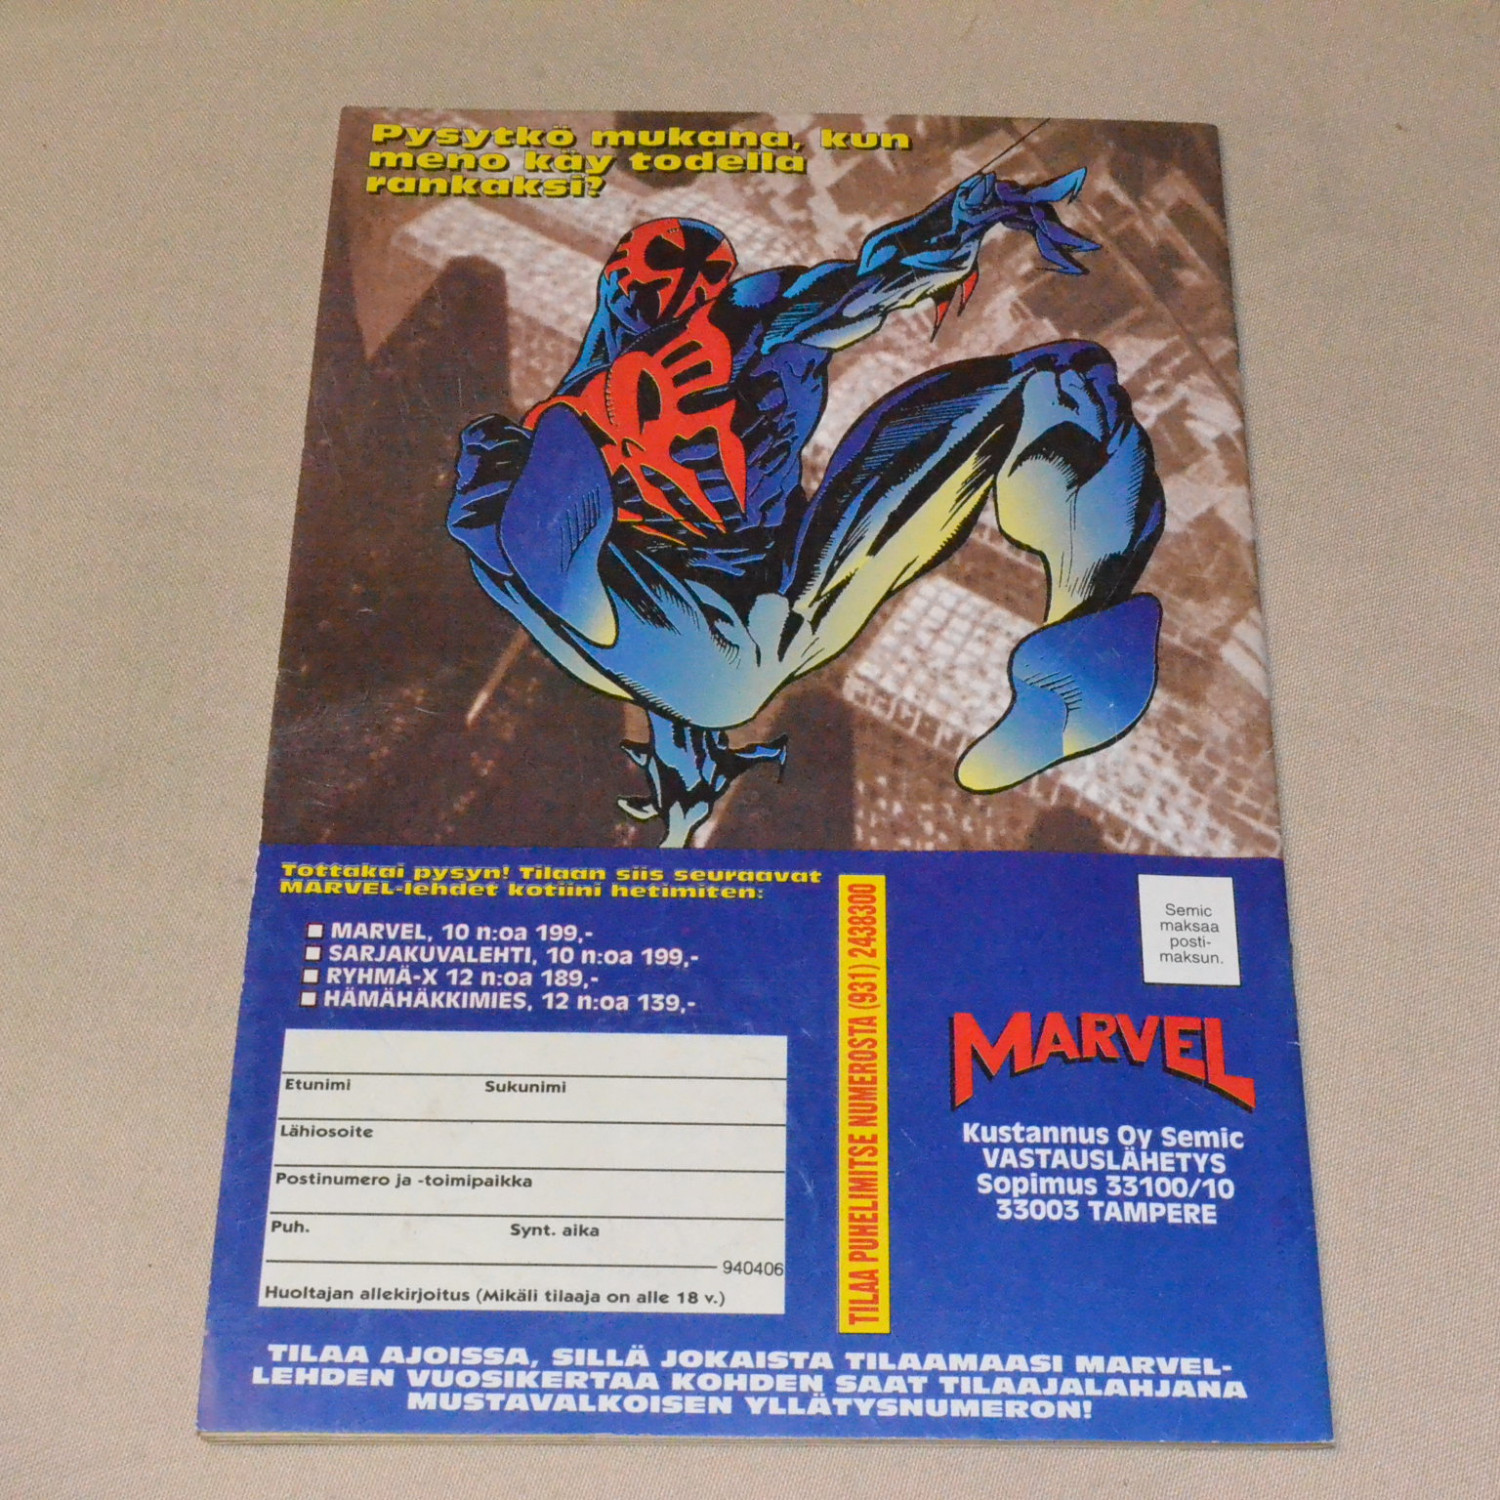 Pysytkö mukana, kun
meno käy todella
rankaksi?
Tottakai pysyn! Tilaan siis seuraavat
MARVEL-lehdet kotiini hetimiten:
MARVEL, 10 n:oa 199,-
SARJAKUVALEHTI, 10 n:oa 199,-
RYHMÄ-X 12 n:oa 189,-
HÄMÄHÄKKIMIES, 12 n:oa 139,-
Etunimi Sukunimi
Lähiosoite
Postinumero ja -toimipaikka
Puh. Synt. aika
940406
Huoltajan allekirjoitus (Mikäli tilaaja on alle 18 v.)
TILAA PUHELIMITSE NUMEROSTA (931) 2438300
Semic
maksaa
posti-
maksun.
MARVEL
Kustannus Oy Semic
VASTAUSLÄHETYS
Sopimus 33100/10
33003 TAMPERE
TILAA AJOISSA, SILLÄ JOKAISTA TILAAMAASI MARVEL-
LEHDEN VUOSIKERTAA KOHDEN SAAT TILAAJALAHJANA
MUSTAVALKOISEN YLLÄTYSNUMERON!